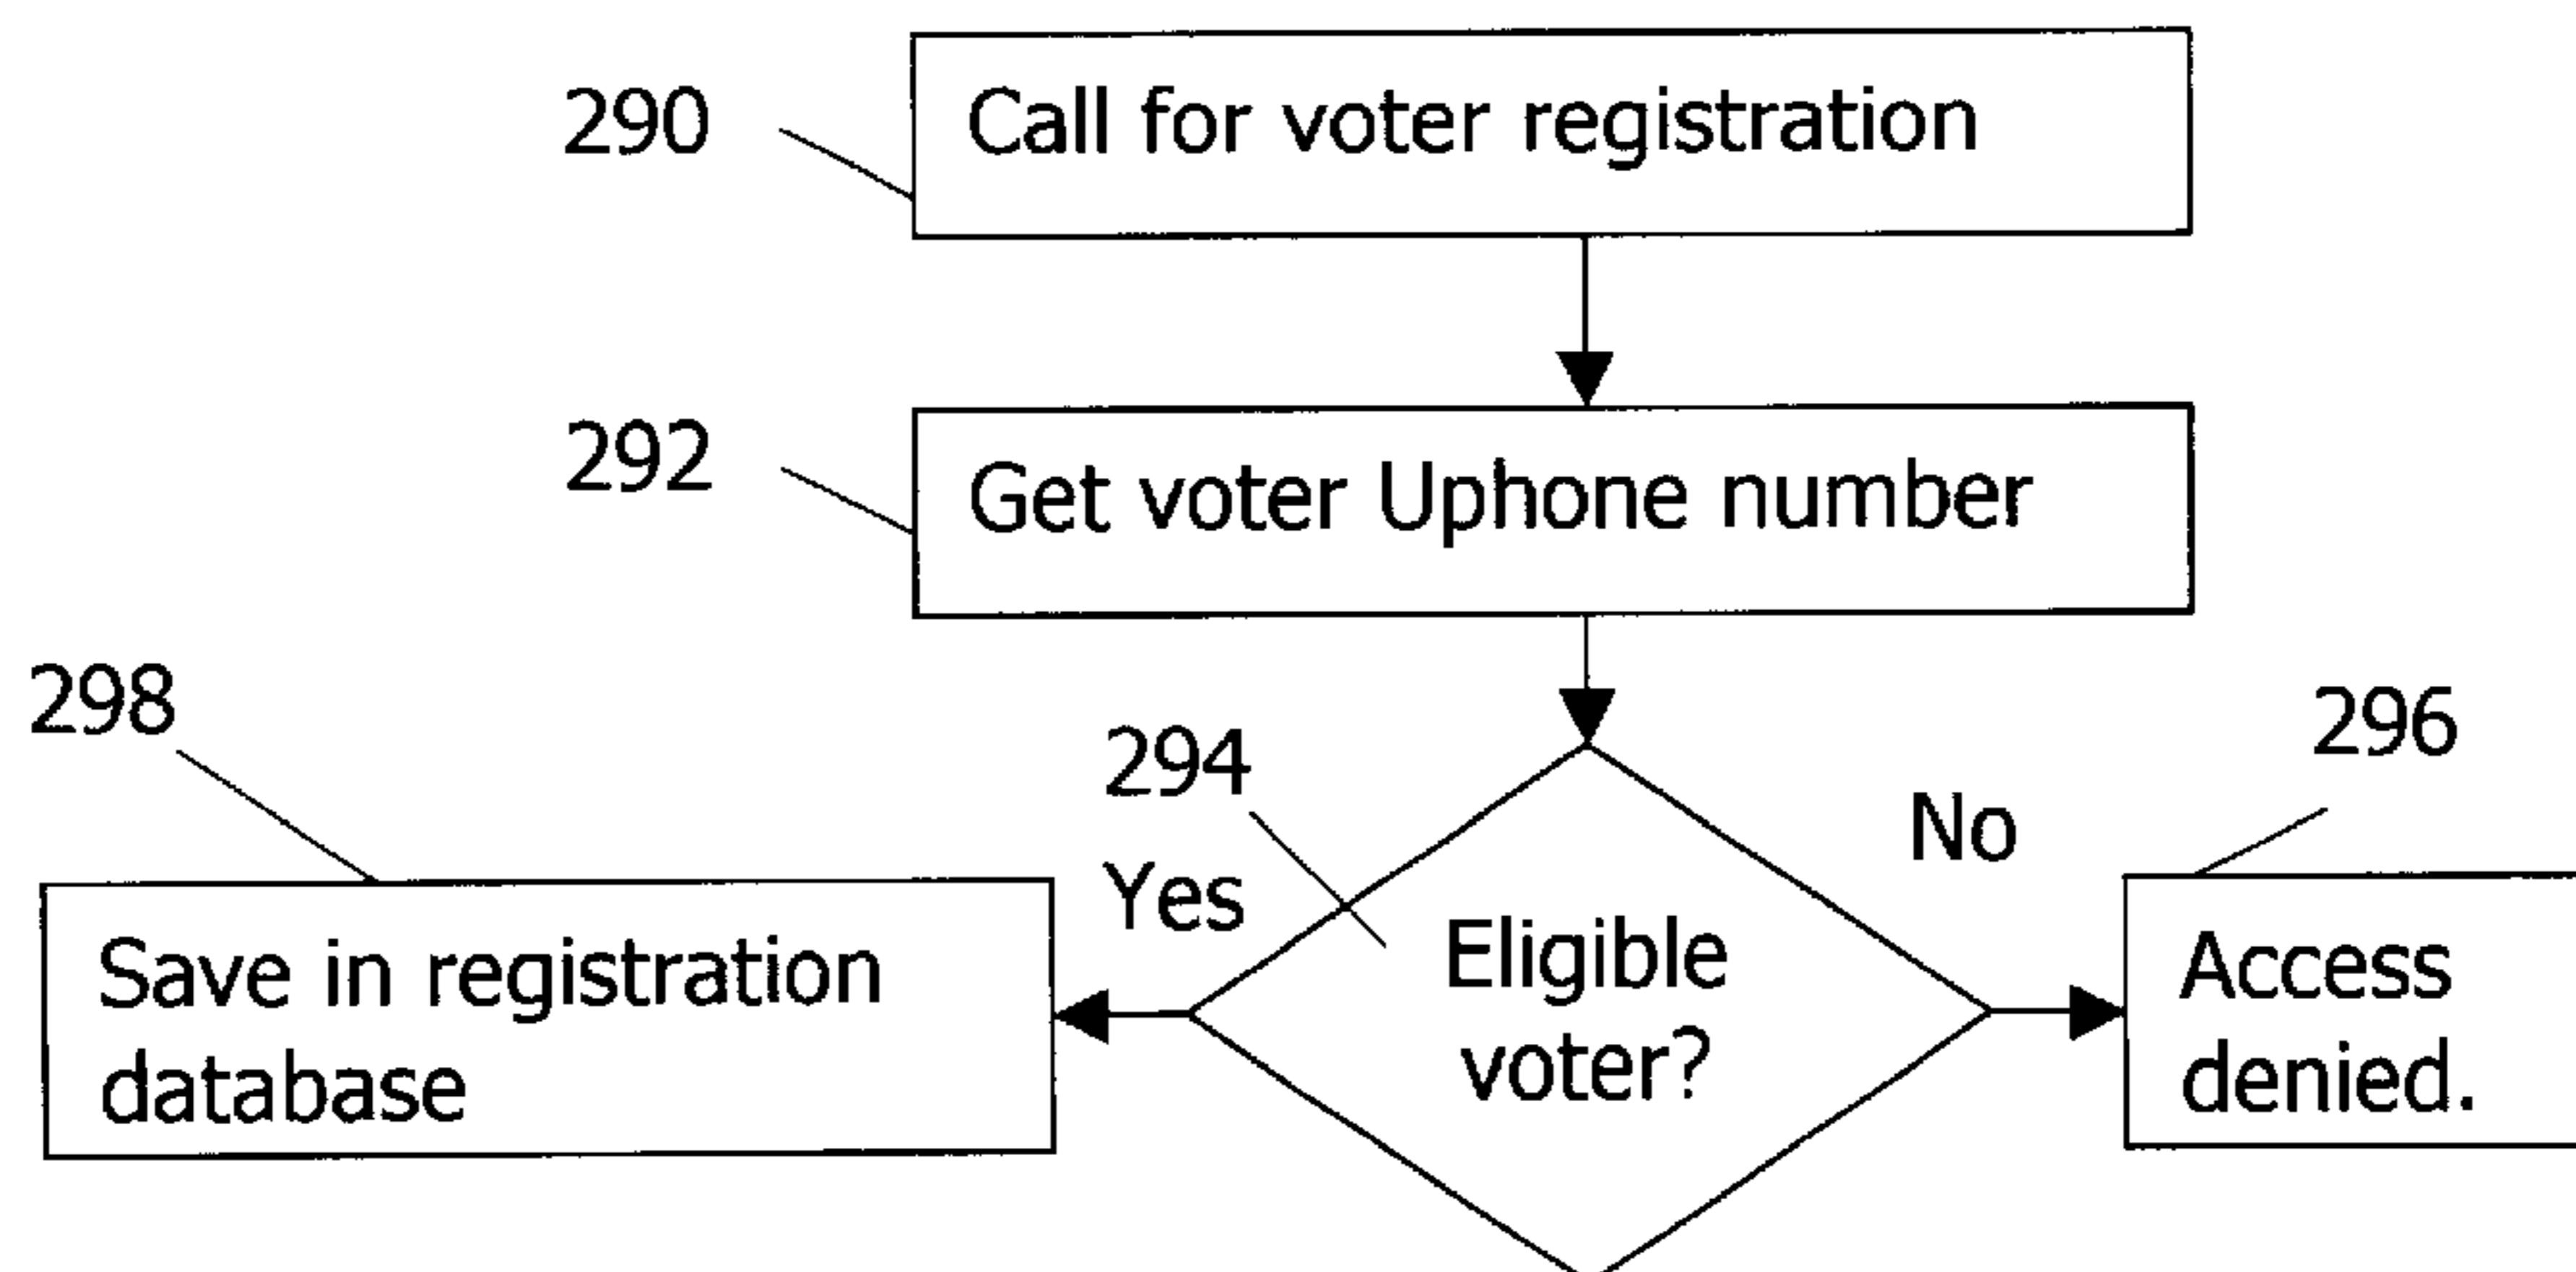 290
Call for voter registration
292
Get voter Uphone number
298
294
296
Yes
No
Save in registration
database
Eligible
voter?
Access
denied.